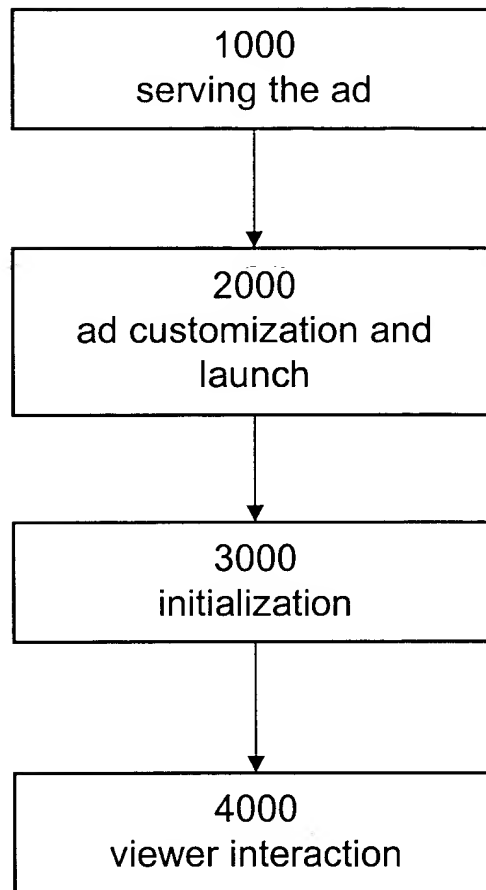 1000
serving the ad
2000
ad customization and
launch
3000
initialization
4000
viewer interaction